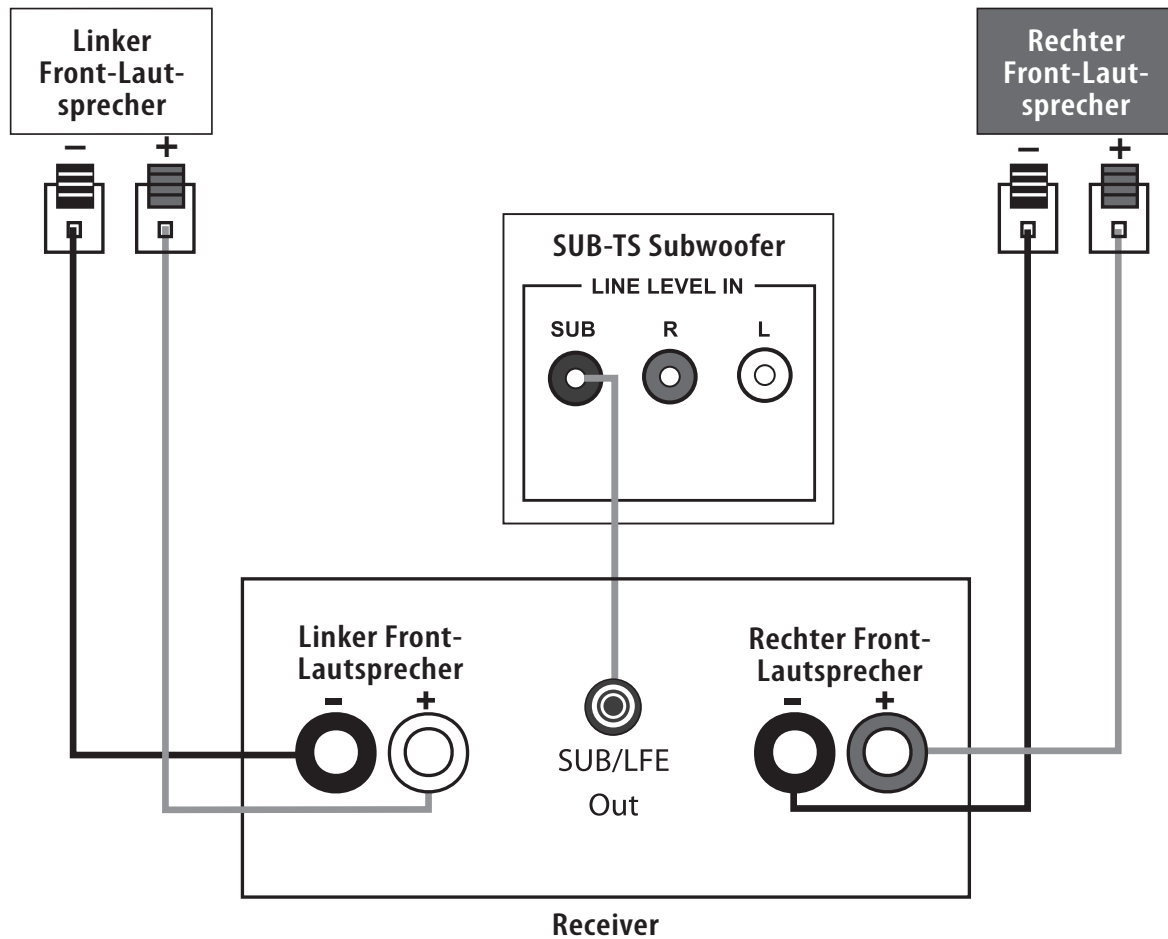 Linker
Front-Laut-
sprecher
- +
Rechter
Front-Laut-
sprecher
- +
SUB-TS Subwoofer
LINE LEVEL IN
SUB R L
Linker Front-
Lautsprecher
- +
SUB/LFE
Out
Rechter Front-
Lautsprecher
- +
Receiver